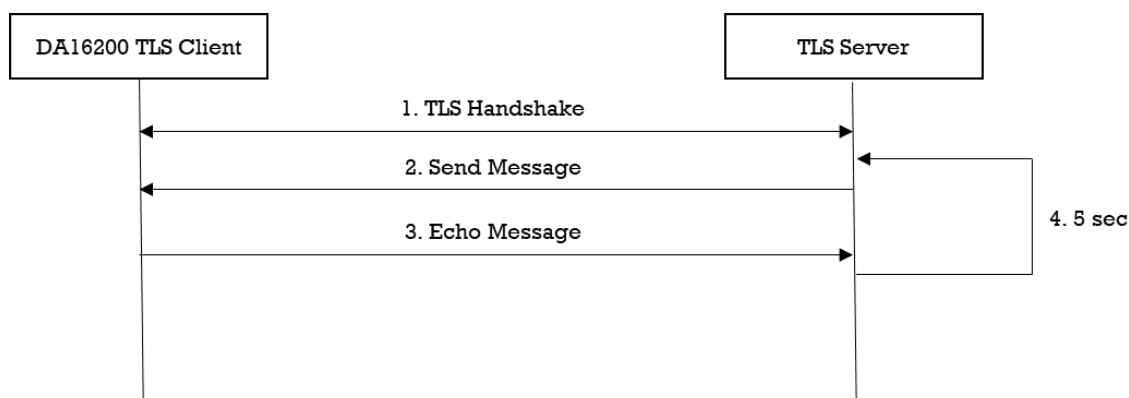 DA16200 TLS Client
TLS Server
1. TLS Handshake
2. Send Message
3. Echo Message
4. 5 sec